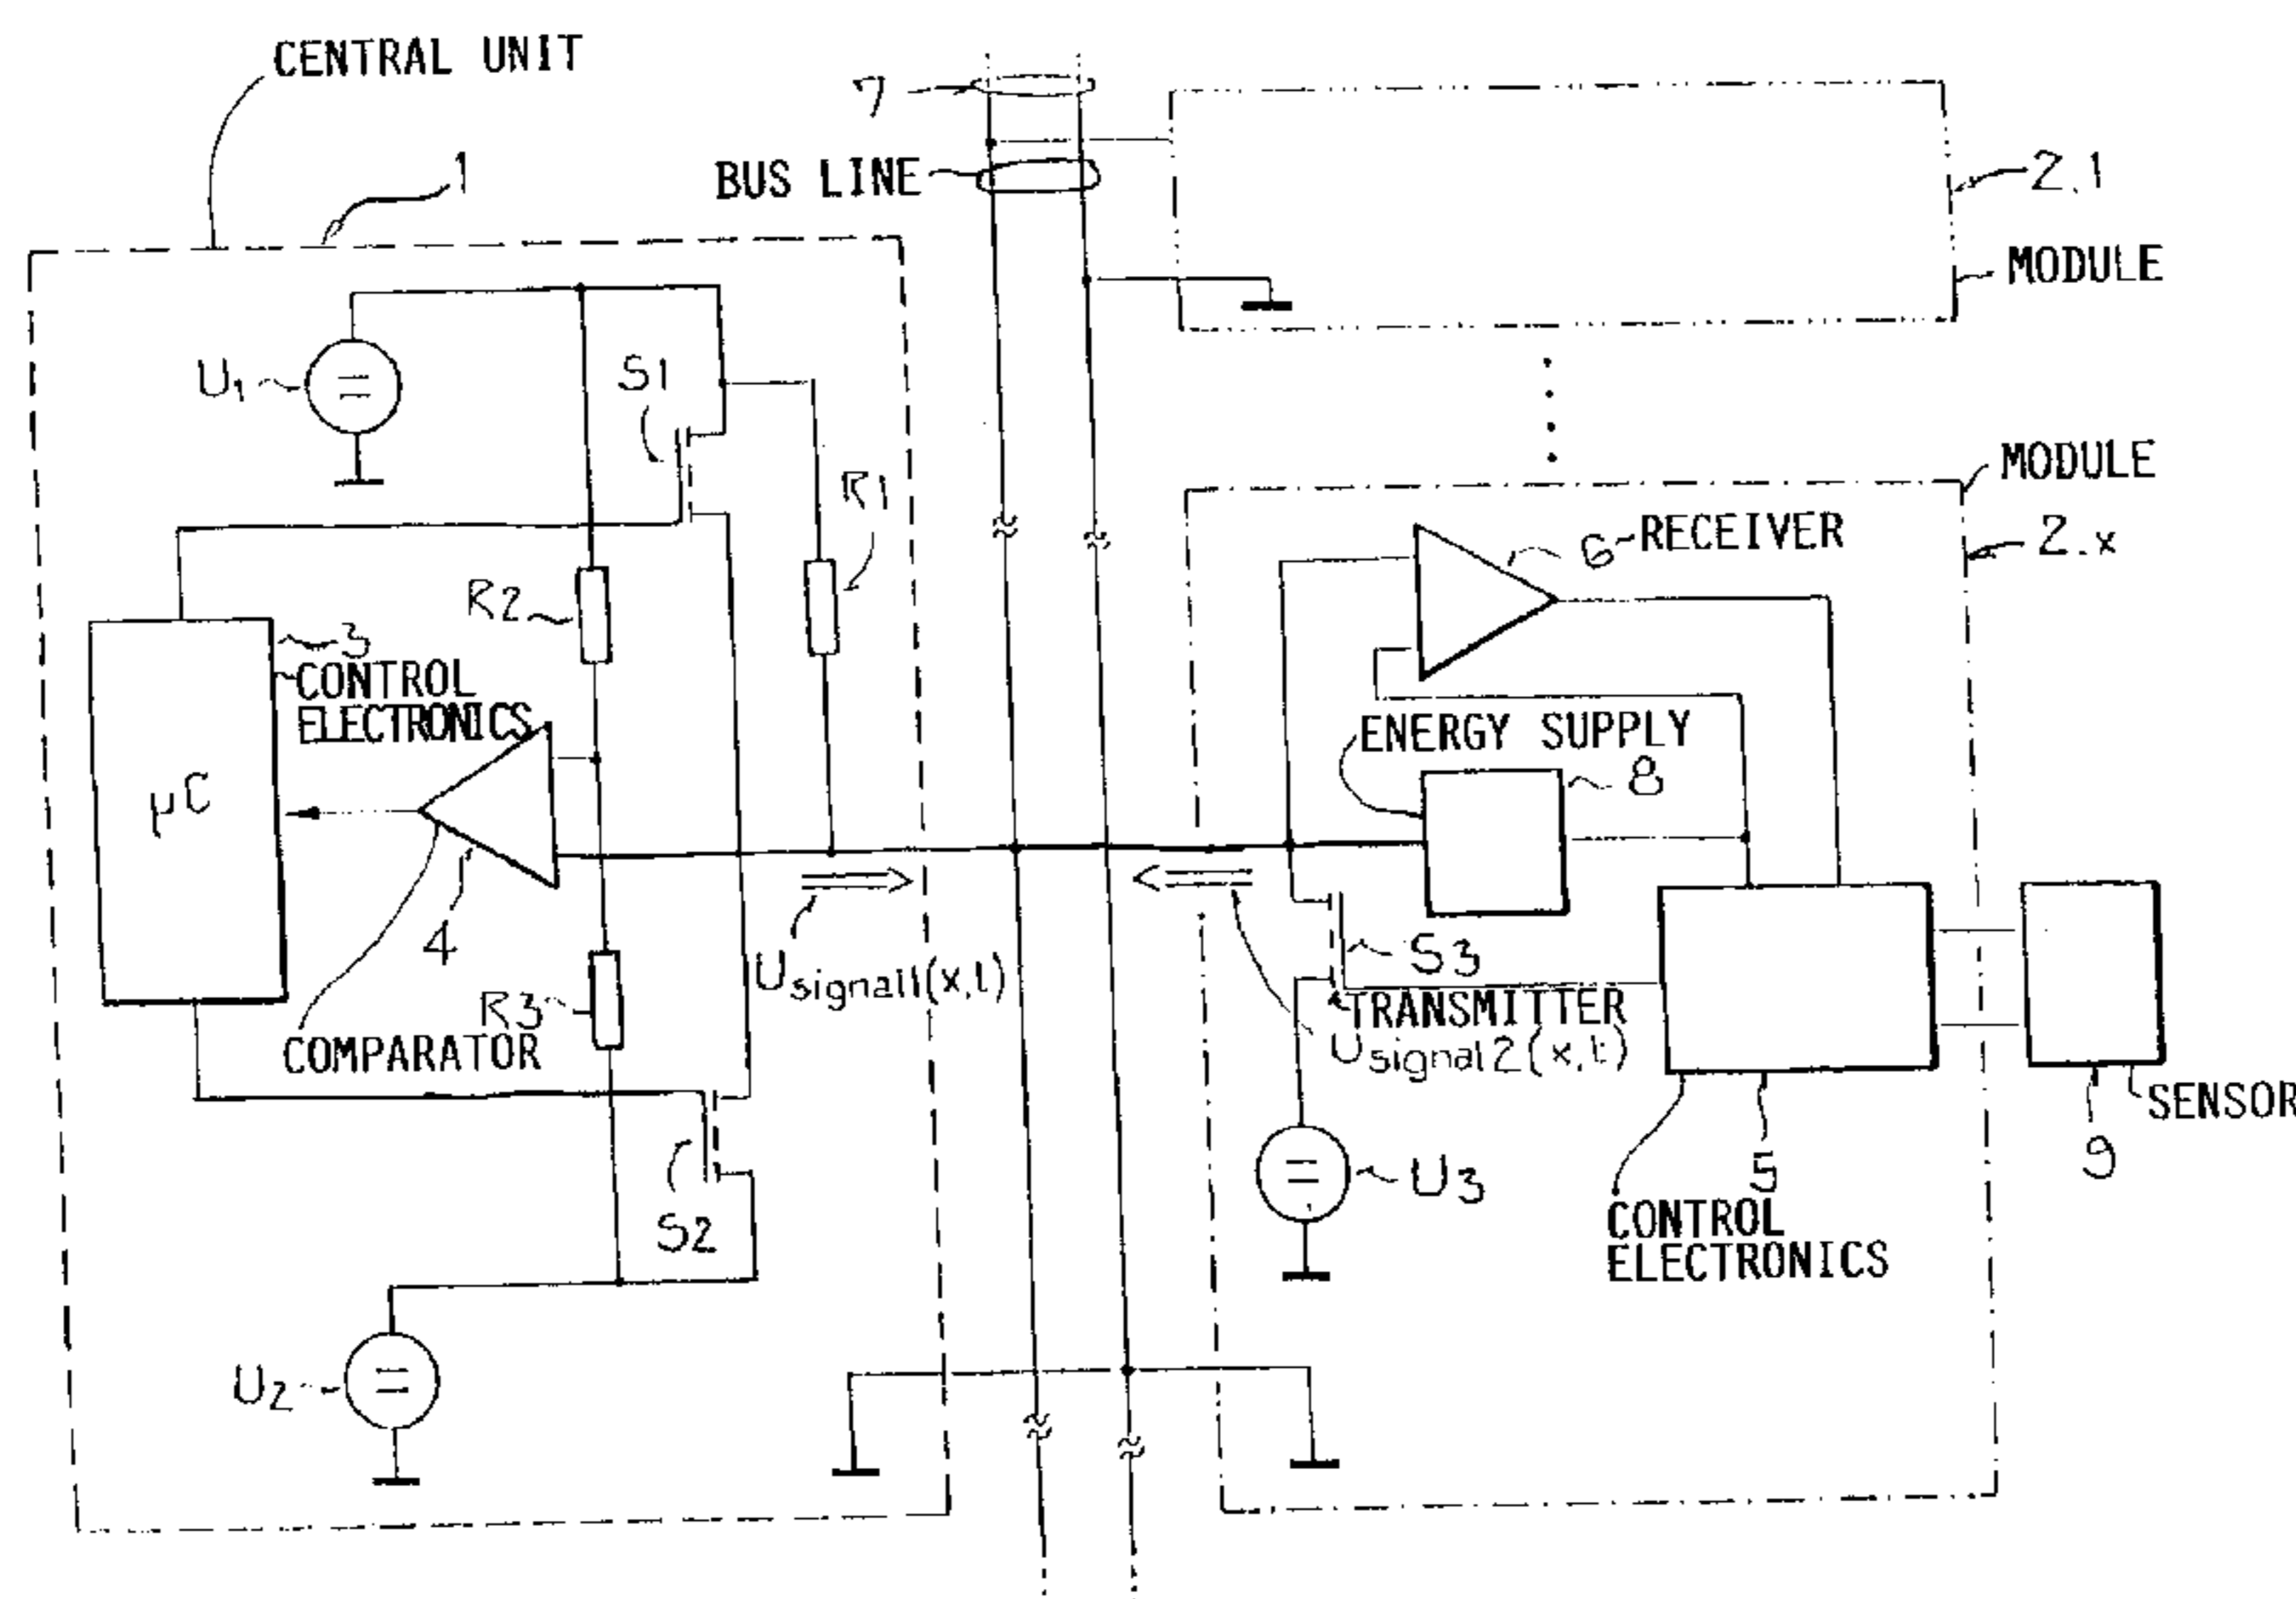 CENTRAL UNIT
7
1
BUS LINE
2.1
MODULE
U1
S1
R1
MODULE
6
RECEIVER
2.x
R2
3
CONTROL
ELECTRONICS
ENERGY SUPPLY
8
μC
4
Usignal1(x,t)
S3
R3
TRANSMITTER
COMPARATOR
Usignal2(x,t)
SENSOR
9
5
U3
S2
CONTROL
ELECTRONICS
U2